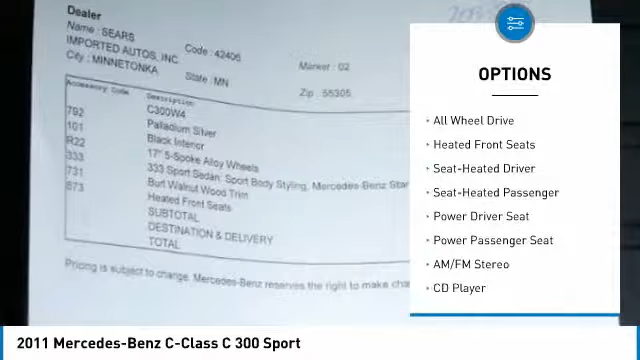 Dealer
Name : SEARS
IMPORTED AUTOS, INC. Code : 42406 Market : 02
City : MINNETONKA State : MN Zip : 55305
Accessory Code Description
C300W4
792 Palladium Silver
101 Black Interior
R22 17" 5-Spoke Alloy Wheels
333 333 Sport Sedan: Sport Body Styling, Mercedes-Benz Star
731 Burl Walnut Wood Trim
873 Heated Front Seats
SUBTOTAL
DESTINATION & DELIVERY
TOTAL
Pricing is subject to change. Mercedes-Benz reserves the right to make
OPTIONS
• All Wheel Drive
• Heated Front Seats
• Seat-Heated Driver
• Seat-Heated Passenger
• Power Driver Seat
• Power Passenger Seat
• AM/FM Stereo
• CD Player
2011 Mercedes-Benz C-Class C 300 Sport